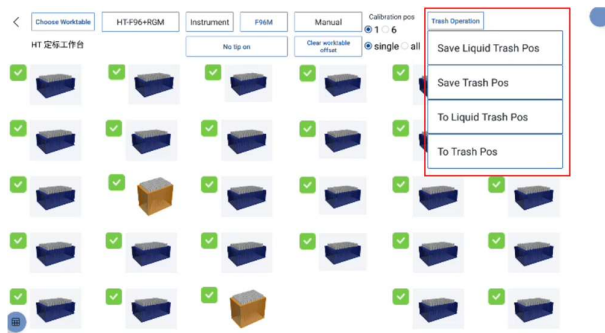 Choose Worktable
HT-F96+RGM
Instrument
F96M
Manual
Calibration pos
1 6
Trash Operation
HT 定标工作台
No tip on
Clear worktable
offset
single all
Save Liquid Trash Pos
Save Trash Pos
To Liquid Trash Pos
To Trash Pos